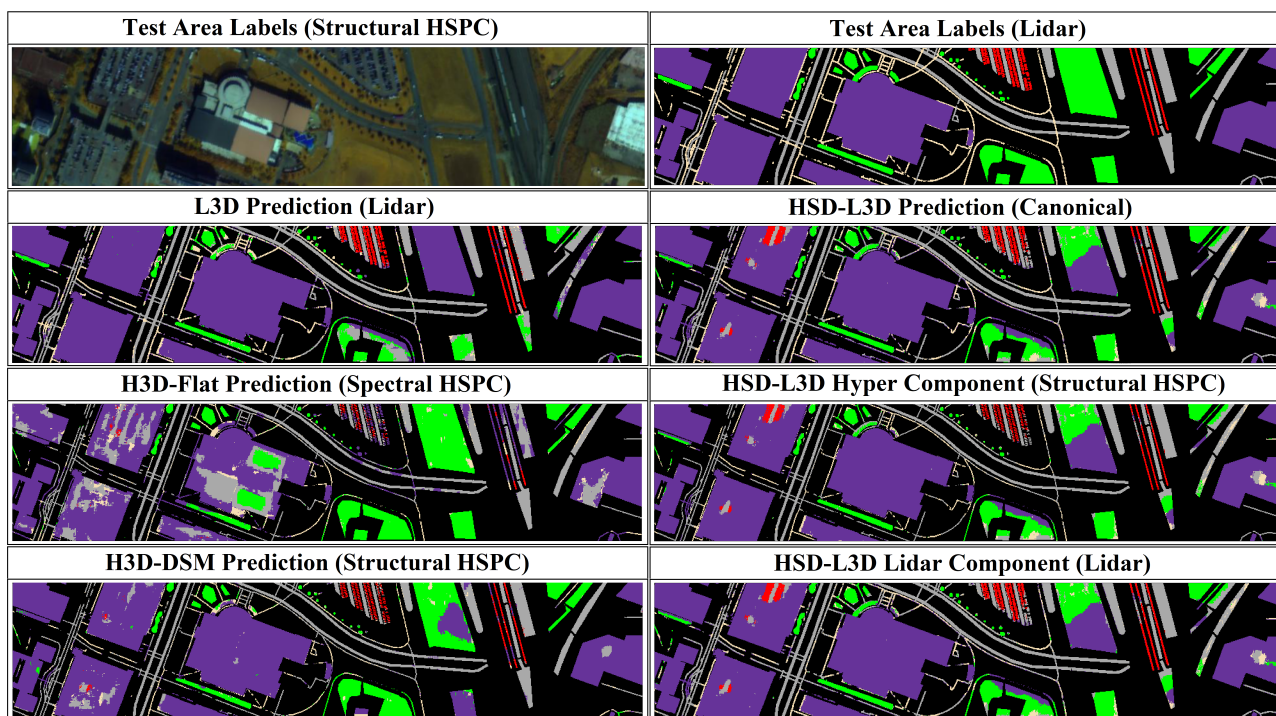 Test Area Labels (Structural HSPC)
Test Area Labels (Lidar)
L3D Prediction (Lidar)
HSD-L3D Prediction (Canonical)
H3D-Flat Prediction (Spectral HSPC)
HSD-L3D Hyper Component (Structural HSPC)
H3D-DSM Prediction (Structural HSPC)
HSD-L3D Lidar Component (Lidar)